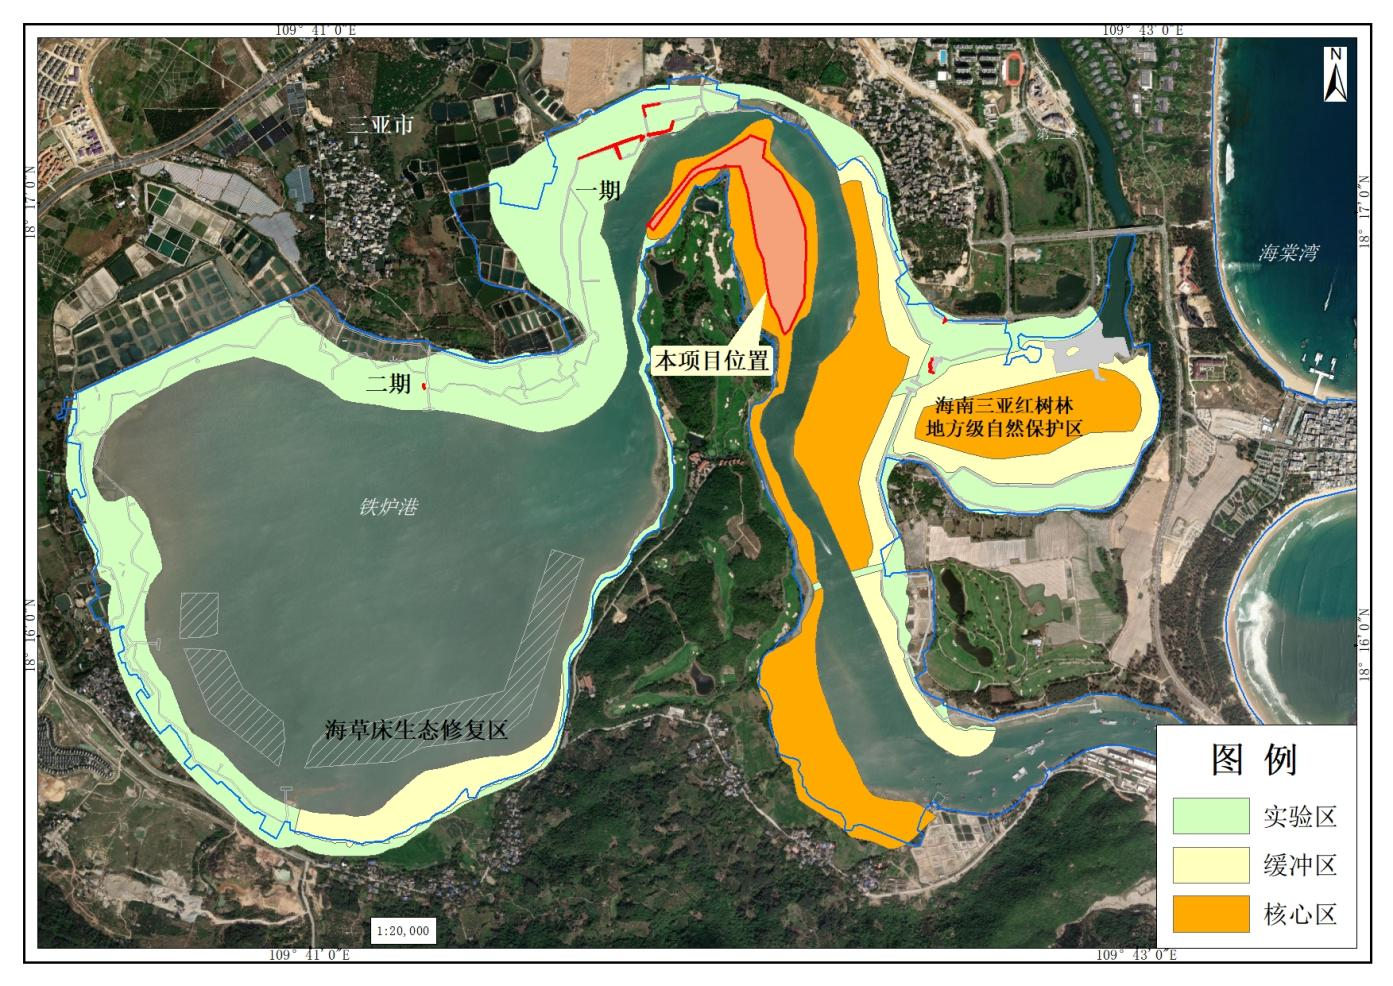 109° 41′0″E
109° 43′0″E
N
三亚市
18° 17′0″N
18° 17′0″N
一期
海棠湾
本项目位置
二期
海南三亚红树林
地方级自然保护区
铁炉港
18° 16′0″N
18° 16′0″N
海草床生态修复区
图 例
实验区
缓冲区
核心区
1:20,000
109° 41′0″E
109° 43′0″E